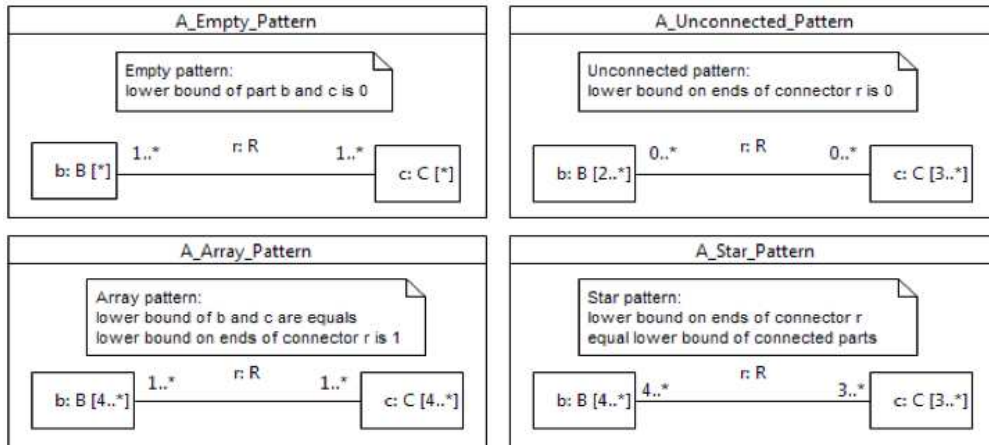 A_Empty_Pattern
Empty pattern:
lower bound of part b and c is 0
1..* r: R 1..*
b: B [*] c: C [*]
A_Unconnected_Pattern
Unconnected pattern:
lower bound on ends of connector r is 0
0..* r: R 0..*
b: B [2..*] c: C [3..*]
A_Array_Pattern
Array pattern:
lower bound of b and c are equals
lower bound on ends of connector r is 1
1..* r: R 1..*
b: B [4..*] c: C [4..*]
A_Star_Pattern
Star pattern:
lower bound on ends of connector r
equal lower bound of connected parts
4..* r: R 3..*
b: B [4..*] c: C [3..*]